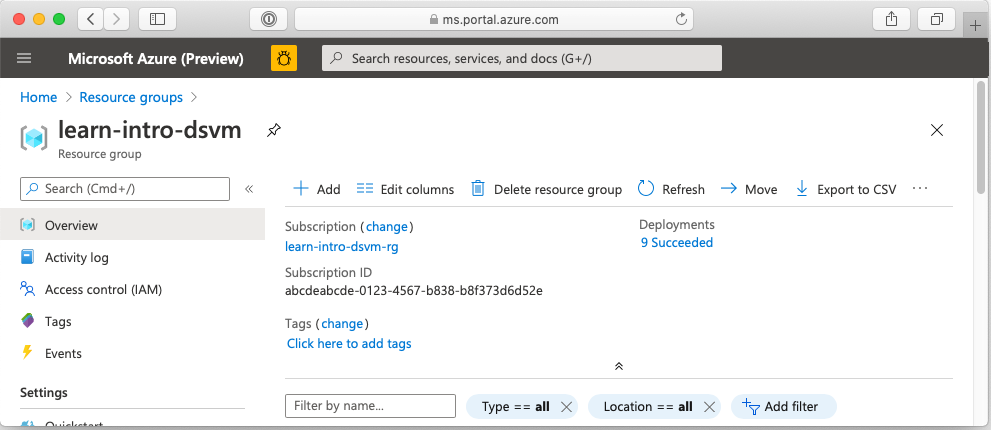 ms.portal.azure.com
Microsoft Azure (Preview)
Search resources, services, and docs (G+/)
Home > Resource groups >
learn-intro-dsvm
Resource group
Search (Cmd+/)
Overview
Activity log
Access control (IAM)
Tags
Events
Settings
Quickstart
Add
Edit columns
Delete resource group
Refresh
Move
Export to CSV
Subscription (change)
learn-intro-dsvm-rg
Subscription ID
abcdeabcde-0123-4567-b838-b8f373d6d52e
Tags (change)
Click here to add tags
Deployments
9 Succeeded
Filter by name...
Type == all
Location == all
Add filter